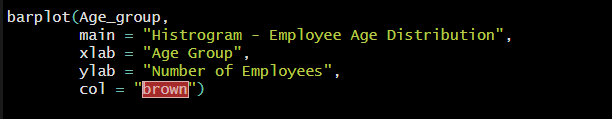 barplot(Age_group,
main = "Histrogram - Employee Age Distribution",
xlab = "Age Group",
ylab = "Number of Employees",
col = "brown")